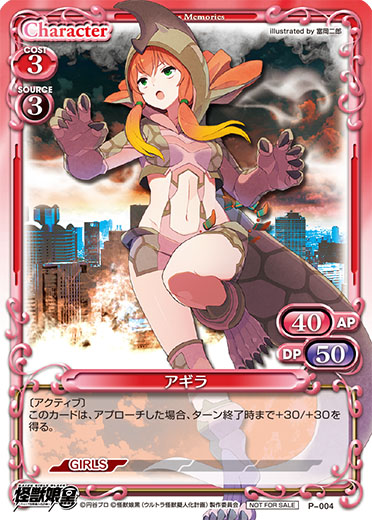 Memories
Character
illustrated by 富岡二郎
COST
3
SOURCE
3
40 AP
DP 50
アギラ
〔アクティブ〕
このカードは、アプローチした場合、ターン終了時まで+30/+30を
得る。
GIRLS
怪獣娘黒
©円谷プロ ©怪獣娘黒(ウルトラ怪獣擬人化計画)製作委員会
NOT FOR SALE
P-004